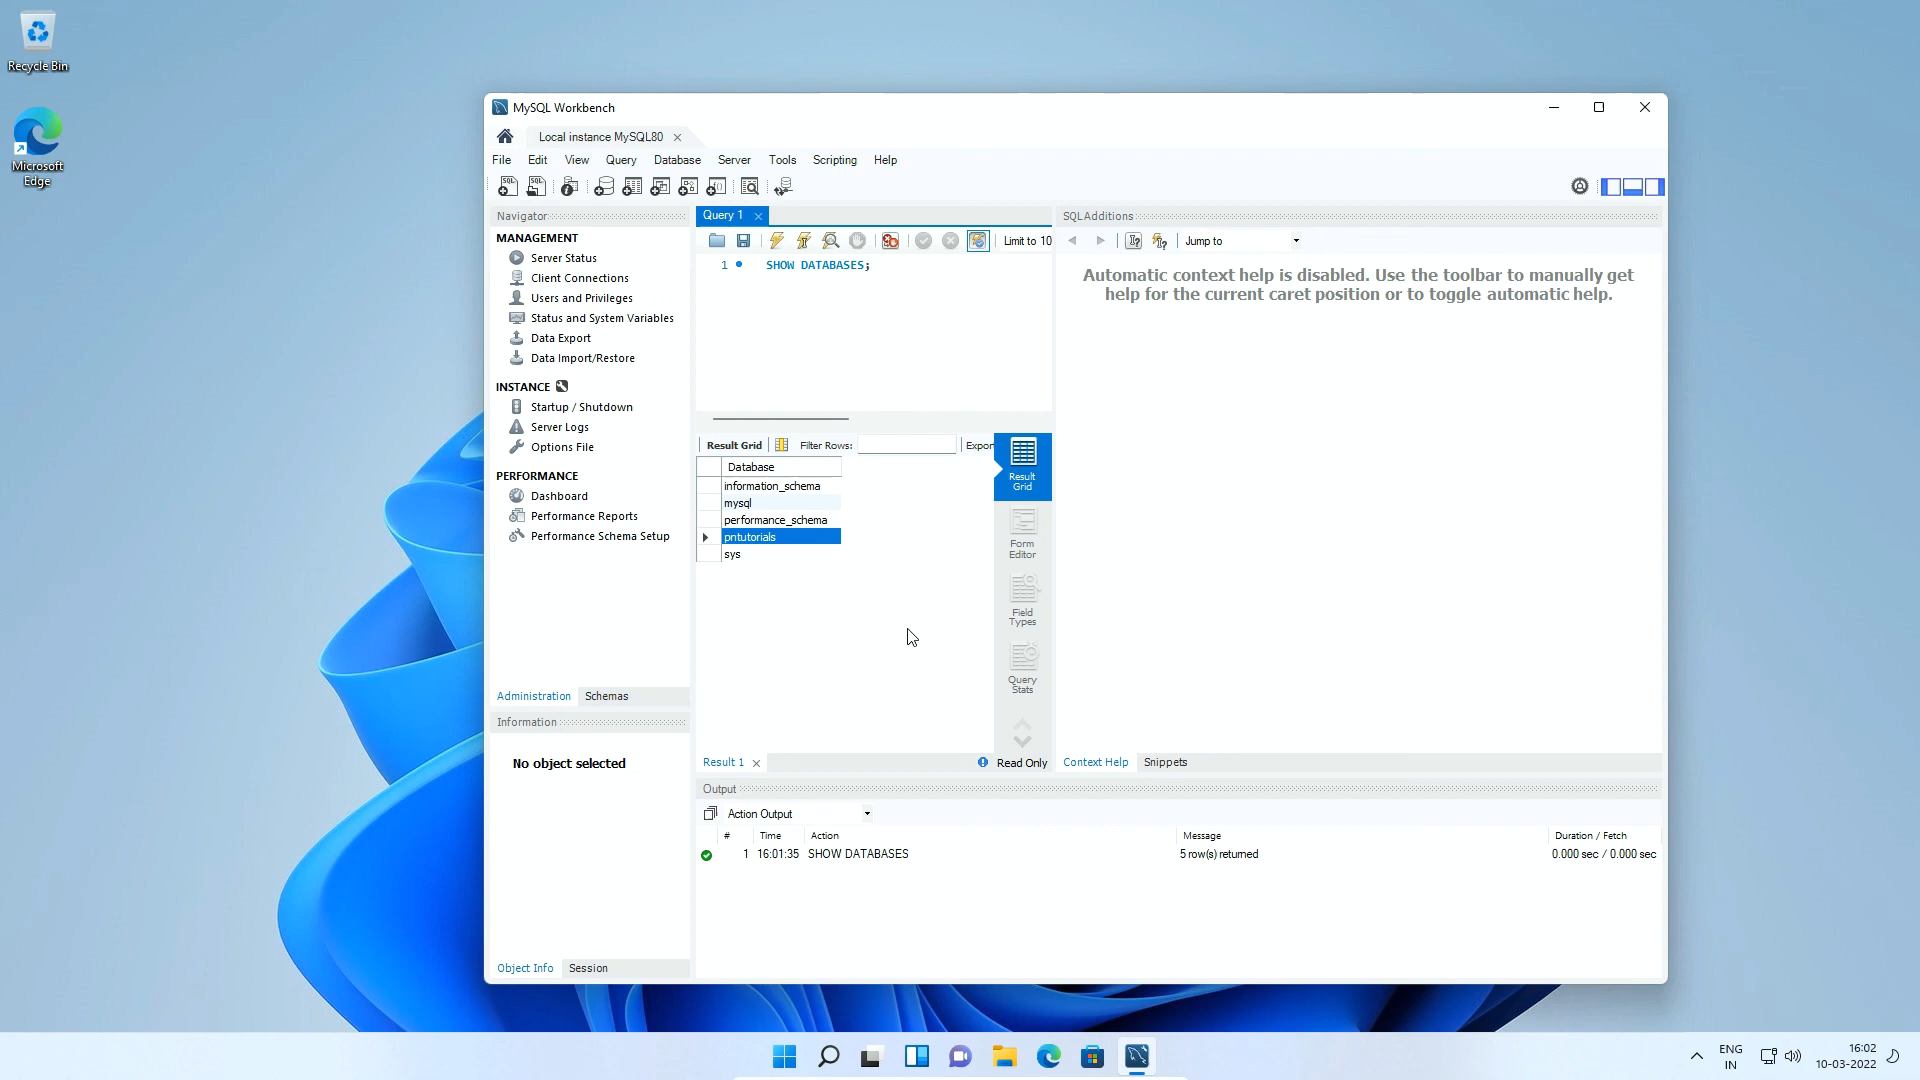 Recycle Bin
Microsoft
Edge
MySQL Workbench
Local instance MySQL80
File Edit View Query Database Server Tools Scripting Help
Navigator
MANAGEMENT
Server Status
Client Connections
Users and Privileges
Status and System Variables
Data Export
Data Import/Restore
INSTANCE
Startup / Shutdown
Server Logs
Options File
PERFORMANCE
Dashboard
Performance Reports
Performance Schema Setup
Administration Schemas
Information
No object selected
Object Info Session
Query 1
Limit to 10
1 SHOW DATABASES;
Result Grid Filter Rows: Expor
Database
information_schema
mysql
performance_schema
pntutorials
sys
Result
Grid
Form
Editor
Field
Types
Query
Stats
Result 1 Read Only
SQLAdditions
Jump to
Automatic context help is disabled. Use the toolbar to manually get
help for the current caret position or to toggle automatic help.
Context Help Snippets
Output
Action Output
# Time Action Message Duration / Fetch
1 16:01:35 SHOW DATABASES 5 row(s) returned 0.000 sec / 0.000 sec
ENG
IN
16:02
10-03-2022